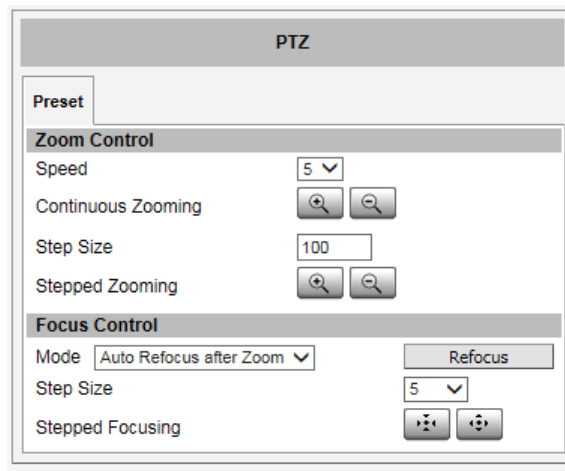 PTZ
Preset
Zoom Control
Speed 5
Continuous Zooming
Step Size 100
Stepped Zooming
Focus Control
Mode Auto Refocus after Zoom Refocus
Step Size 5
Stepped Focusing